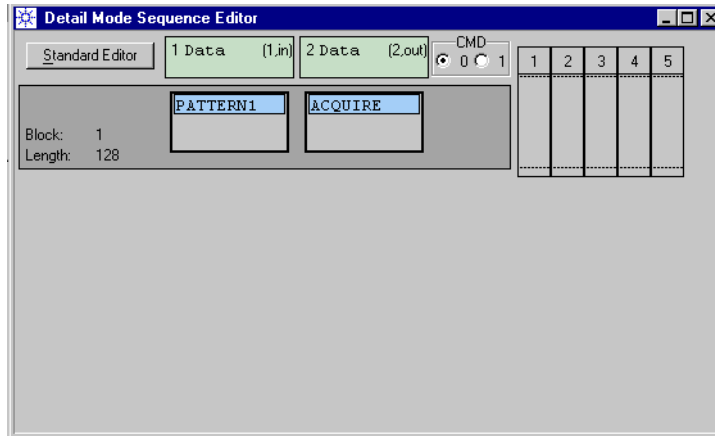 Detail Mode Sequence Editor
Standard Editor
1 Data (1,in)
2 Data (2,out)
CMD
0 1
1 2 3 4 5
PATTERN1
ACQUIRE
Block: 1
Length: 128